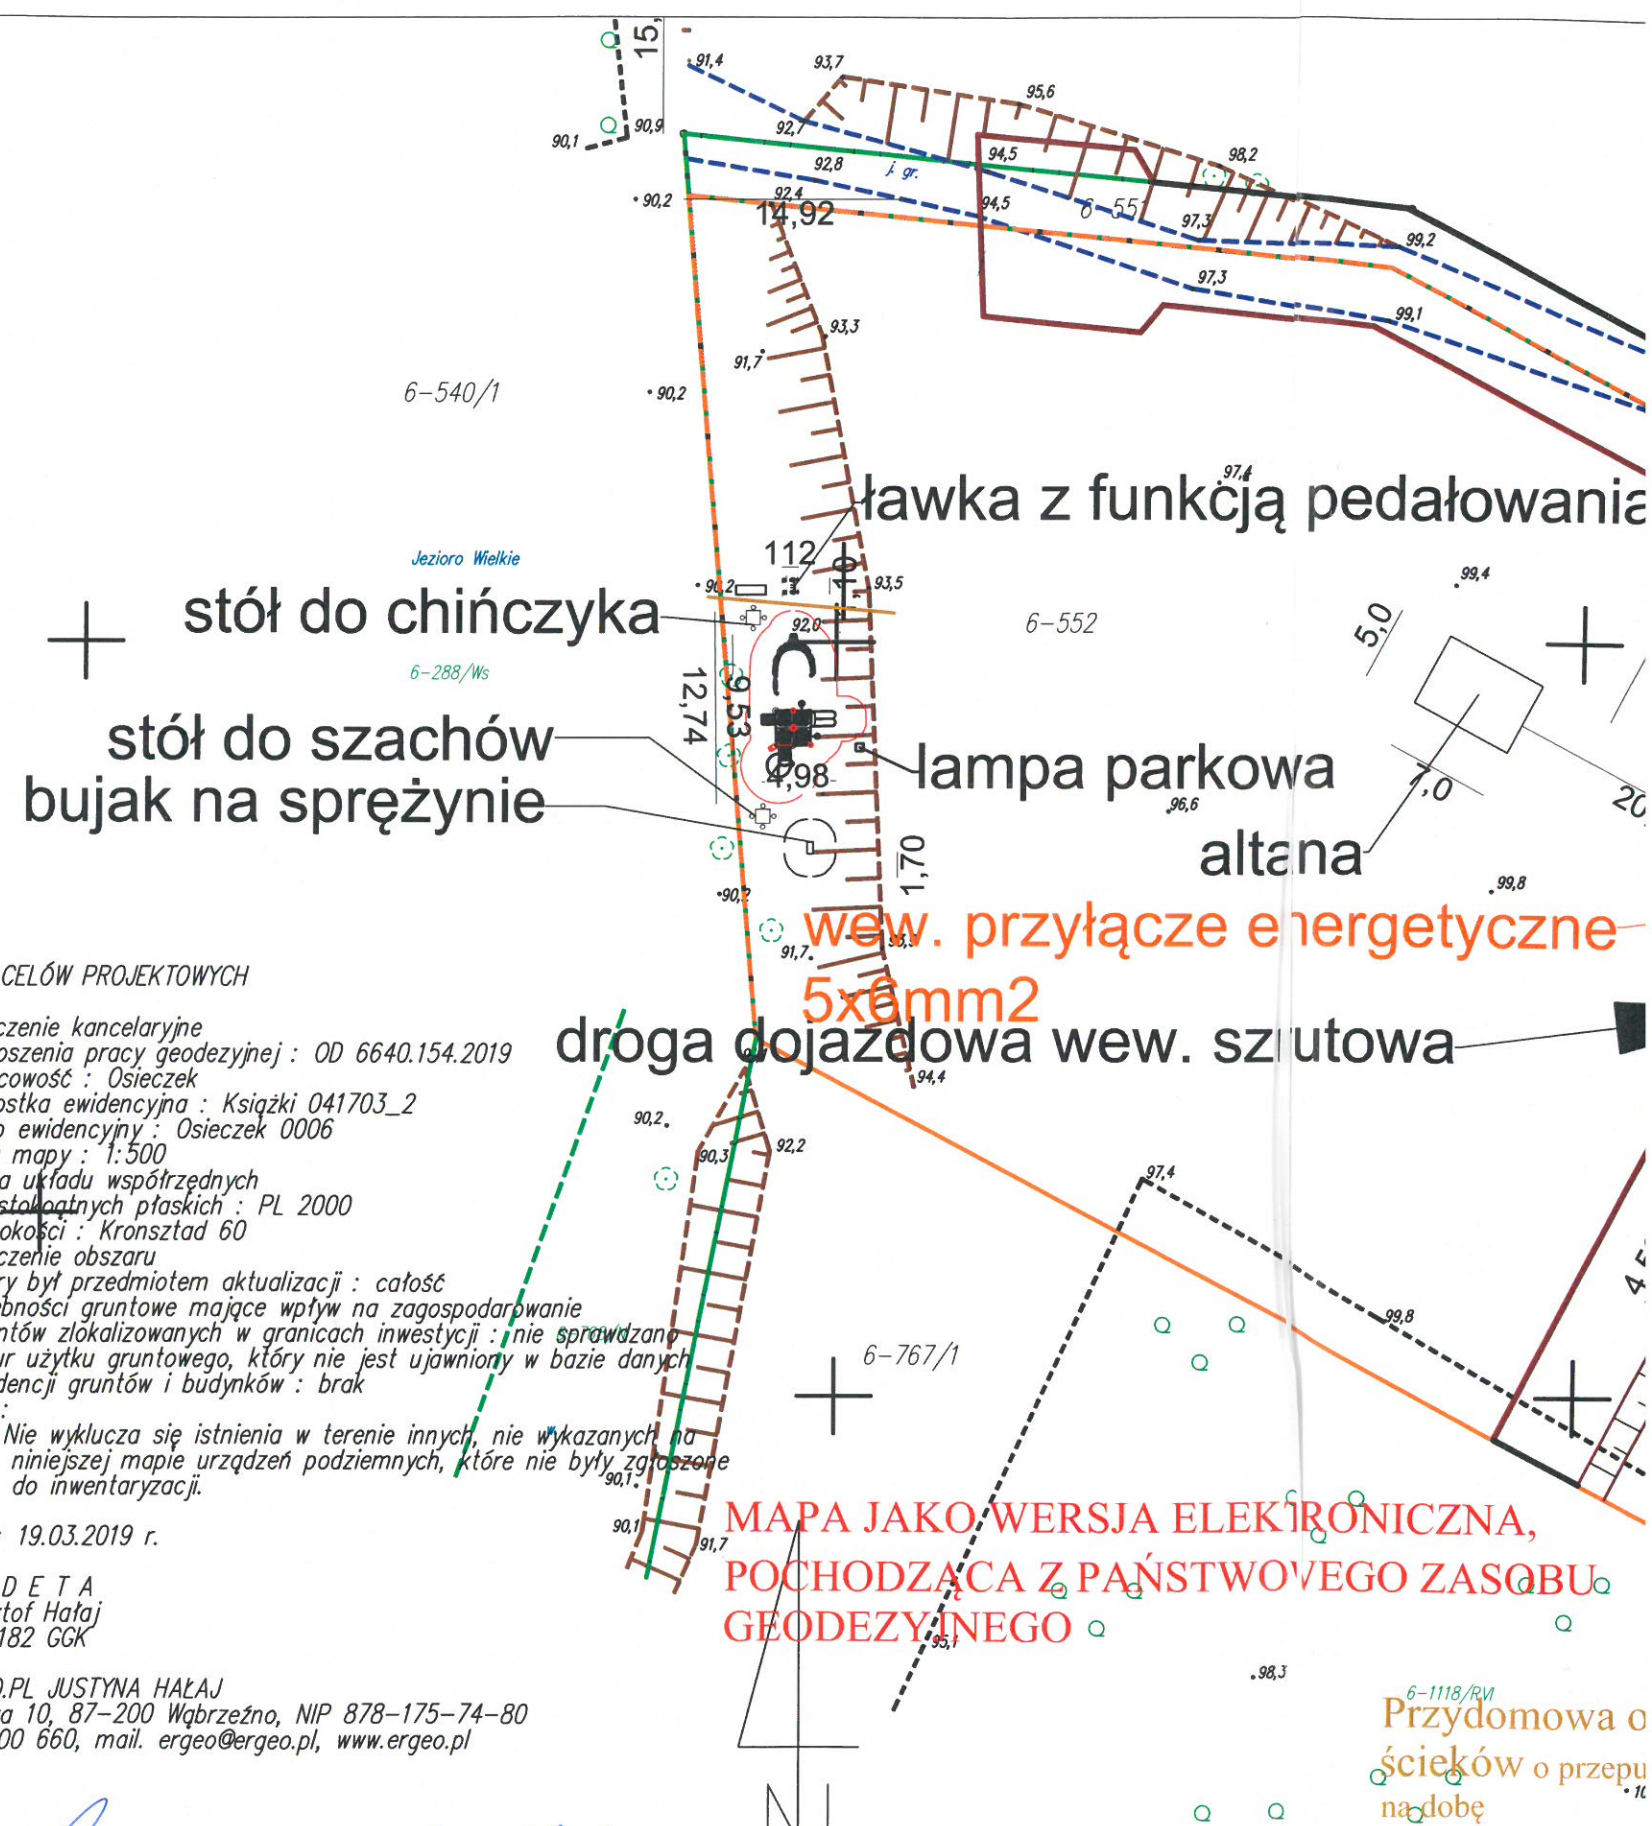 15,
91,4
93,7
95,6
92,7
90,9
90,1
92,8
j. gr.
94,5
98,2
90,2
92,4
14,92
94,5
6-551
97,3
99,2
97,3
99,1
93,3
91,7
6-540/1
90,2
97,4
ławka z funkcją pedałowania
112
Jezioro Wielkie
1,10
90,2
93,5
99,4
stół do chińczyka
92,0
6-552
5,0
6-288/Ws
12,74
9,53
stół do szachów
4,98
lampa parkowa
7,0
20
bujak na sprężynie
96,6
altana
1,70
90,2
99,8
wew. przyłącze energetyczne
91,7
93,5
5x6mm2
CELÓW PROJEKTOWYCH
czenie kancelaryjne
droga dojazdowa wew. szrutowa
oszenia pracy geodezyjnej : OD 6640.154.2019
94,4
cowość : Osieczek
ostka ewidencyjna : Książki 041703_2
90,2
o ewidencyjny : Osieczek 0006
92,2
mapy : 1:500
90,3
a układu współrzędnych
97,4
stokątnych płaskich : PL 2000
okości : Kronsztad 60
czenie obszaru
ry był przedmiotem aktualizacji : całość
45
bności gruntowe mające wpływ na zagospodarowanie
99,8
ntów zlokalizowanych w granicach inwestycji : nie sprawdzano
ur użytku gruntowego, który nie jest ujawniony w bazie danych
6-767/1
dencji gruntów i budynków : brak
:
Nie wyklucza się istnienia w terenie innych, nie wykazanych na
w
niniejszej mapie urządzeń podziemnych, które nie były zgłoszone
do inwentaryzacji.
90,1
90,1
91,7
MAPA JAKO WERSJA ELEKTRONICZNA,
: 19.03.2019 r.
POCHODZĄCA Z PAŃSTWOWEGO ZASOBU
D E T A
tof Hałaj
GEODEZYJNEGO
182 GGK
95,1
98,3
O.PL JUSTYNA HAŁAJ
6-1118/RVI
a 10, 87-200 Wąbrzeźno, NIP 878-175-74-80
Przydomowa o
00 660, mail. ergeo@ergeo.pl, www.ergeo.pl
ścieków o przepu
10
na dobę
N